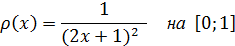 ρ(x) = 1/(2x + 1)² на [0; 1]